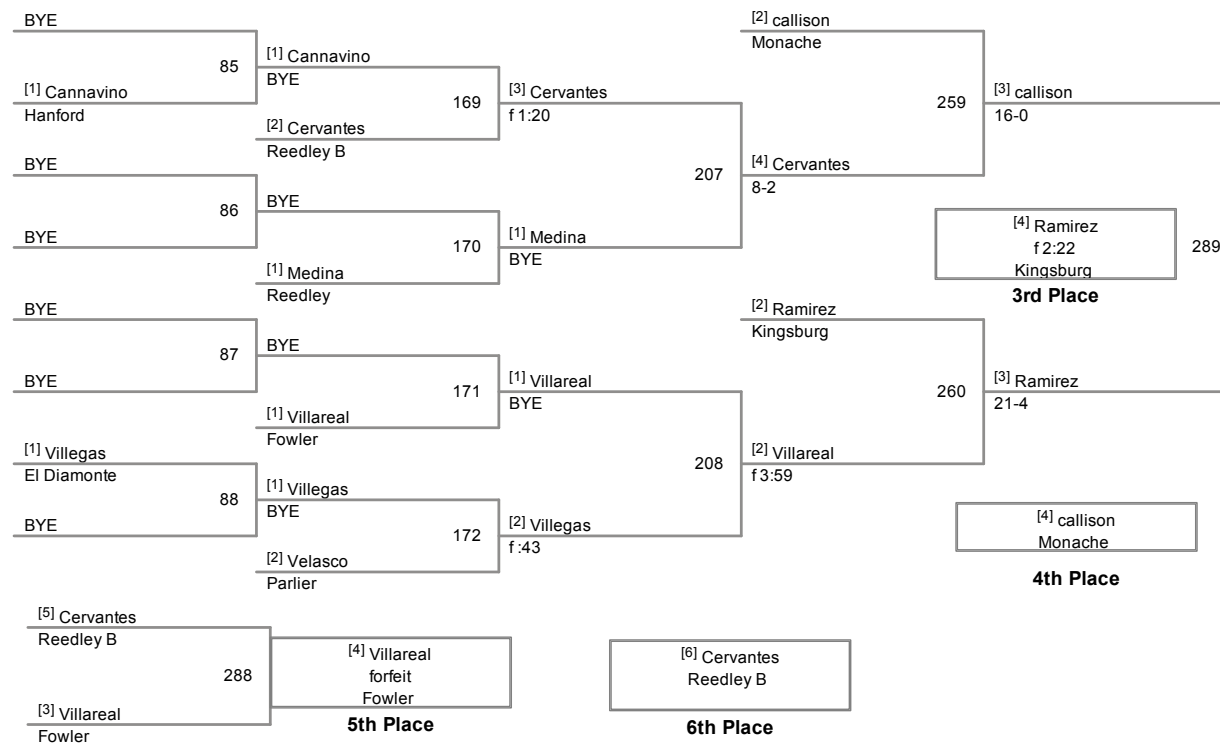 BYE
85
[1] Cannavino
Hanford
BYE
86
BYE
BYE
87
BYE
[1] Villegas
El Diamonte
88
BYE
[1] Cannavino
BYE
169
[2] Cervantes
Reedley B
BYE
170
[1] Medina
Reedley
BYE
171
[1] Villareal
Fowler
[1] Villegas
BYE
172
[2] Velasco
Parlier
[3] Cervantes
f 1:20
207
[1] Medina
BYE
[1] Villareal
BYE
208
[2] Villegas
f :43
[2] callison
Monache
259
[4] Cervantes
8-2
[2] Ramirez
Kingsburg
260
[2] Villareal
f 3:59
[3] callison
16-0
[4] Ramirez
f 2:22
Kingsburg
289
3rd Place
[3] Ramirez
21-4
[4] callison
Monache
4th Place
[5] Cervantes
Reedley B
288
[3] Villareal
Fowler
[4] Villareal
forfeit
Fowler
5th Place
[6] Cervantes
Reedley B
6th Place